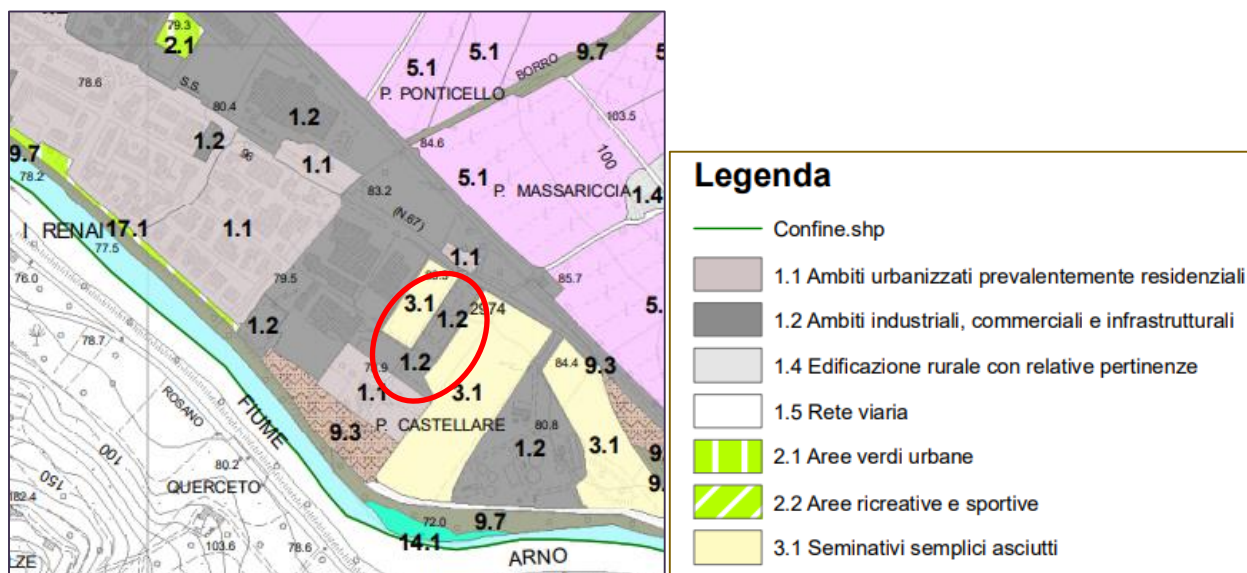 79.3
2.1
5.1
5.1
9.7
5
BORRO
78.6
S.S.
P. PONTICELLO
80.4
1.2
103.5
1.2
84.6
100
9.7
96
1.1
5.1
78.2
83.2
P. MASSARICCIA
1.4
I RENAI
17.1
1.1
(N.67)
77.5
1.1
76.0
79.5
85.7
3.1
2974
5.
1.2
1.2
78.7
1.2
84.4
9.3
1.1
3.1
ROSANO
FIUME
9.3
P. CASTELLARE
80.8
3.1
1.2
9.
100
80.2
150
QUERCETO
9.
182.4
72.0
9.7
103.6
78.6
14.1
ARNO
ZE
Legenda
Confine.shp
1.1 Ambiti urbanizzati prevalentemente residenziali
1.2 Ambiti industriali, commerciali e infrastrutturali
1.4 Edificazione rurale con relative pertinenze
1.5 Rete viaria
2.1 Aree verdi urbane
2.2 Aree ricreative e sportive
3.1 Seminativi semplici asciutti